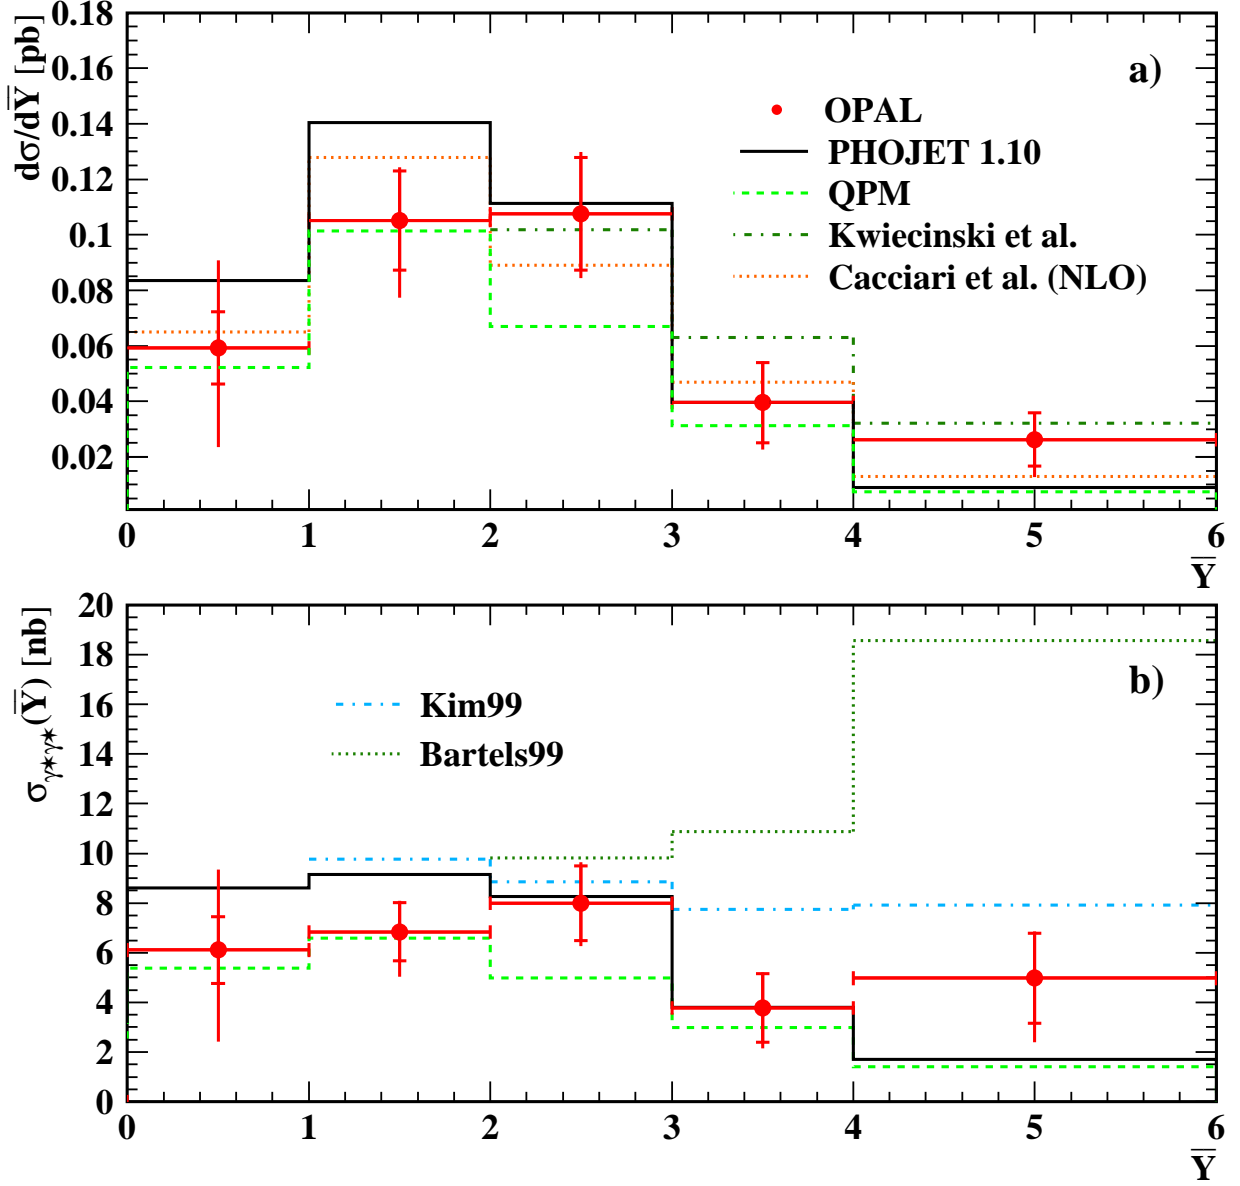 dσ/dY̅ [pb]
0.18
0.16
0.14
0.12
0.1
0.08
0.06
0.04
0.02
a)
OPAL
PHOJET 1.10
QPM
Kwiecinski et al.
Cacciari et al. (NLO)
0 1 2 3 4 5 6
Y̅
σγ*γ*(Y̅) [nb]
20
18
16
14
12
10
8
6
4
2
0
b)
Kim99
Bartels99
0 1 2 3 4 5 6
Y̅